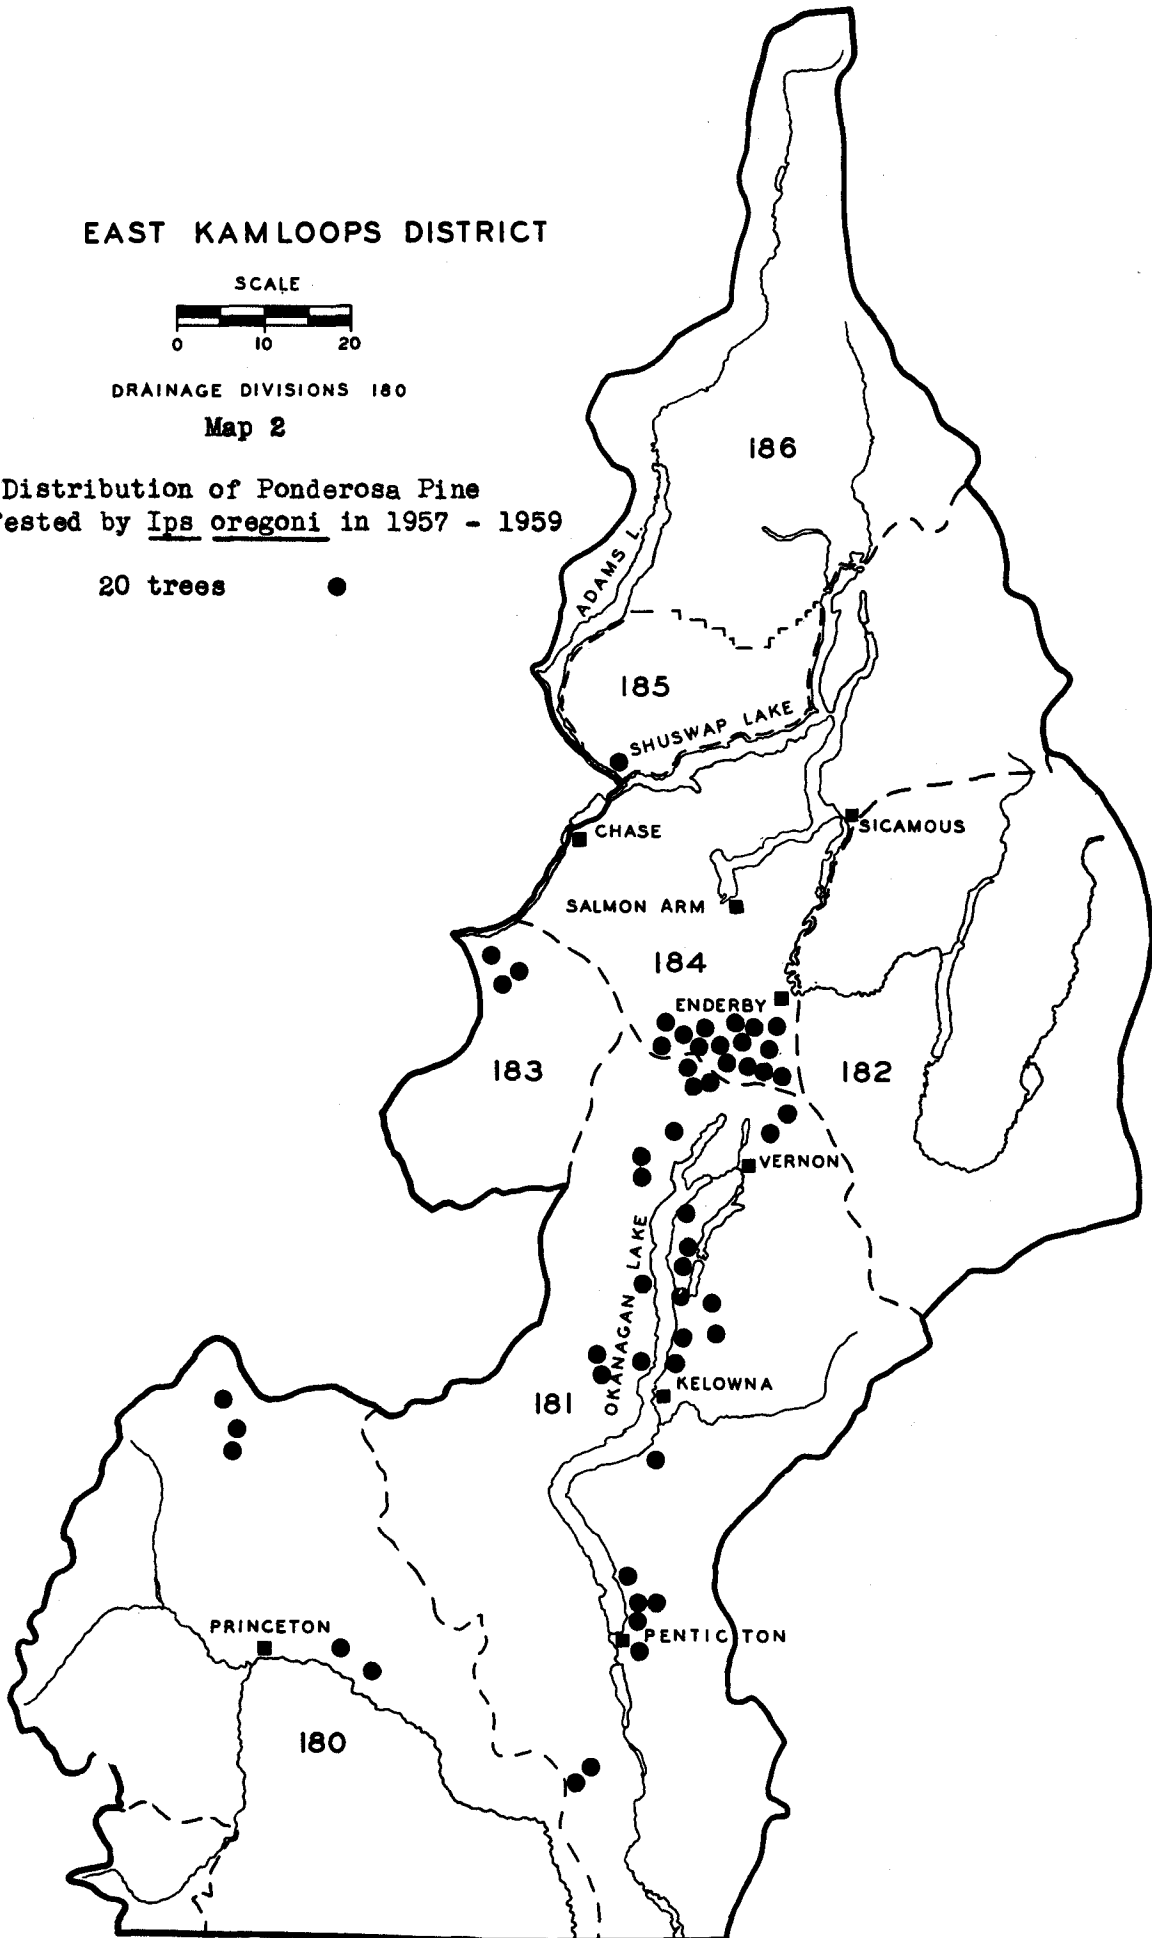 EAST KAMLOOPS DISTRICT
SCALE
0 10 20
DRAINAGE DIVISIONS 180
Map 2
Distribution of Ponderosa Pine
ested by Ips oregoni in 1957 - 1959
20 trees
186
ADAMS L.
185
SHUSWAP LAKE
CHASE
SICAMOUS
SALMON ARM
184
ENDERBY
183
182
VERNON
OKANAGAN LAKE
KELOWNA
181
PRINCETON
PENTICTON
180